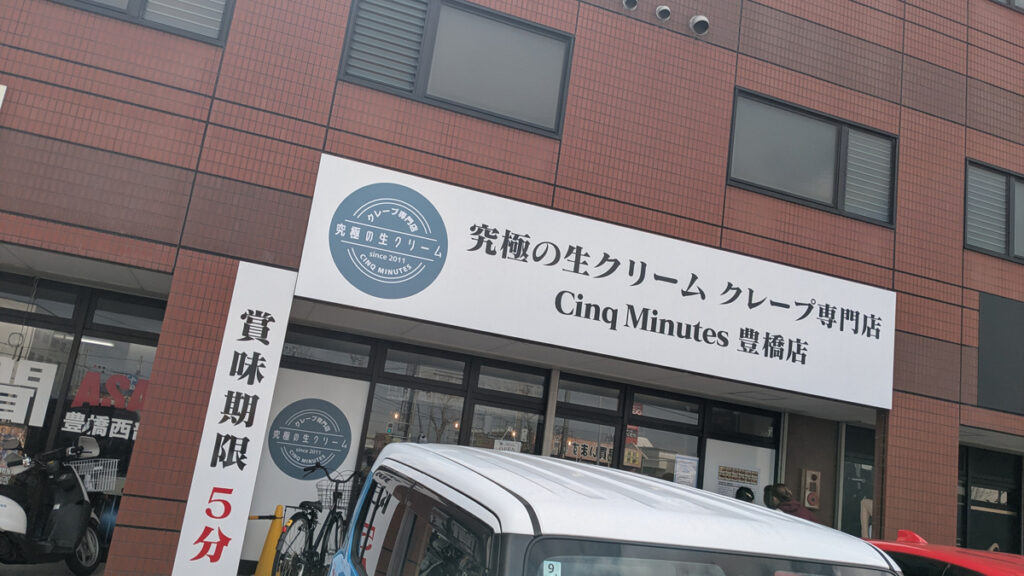 クレープ専門店
究極の生クリーム
since 2011
CINQ MINUTES
究極の生クリーム クレープ専門店
Cinq Minutes 豊橋店
賞味期限 5分
クレープ専門店
究極の生クリーム
since 2011
CINQ MINUTES
豊橋西
9